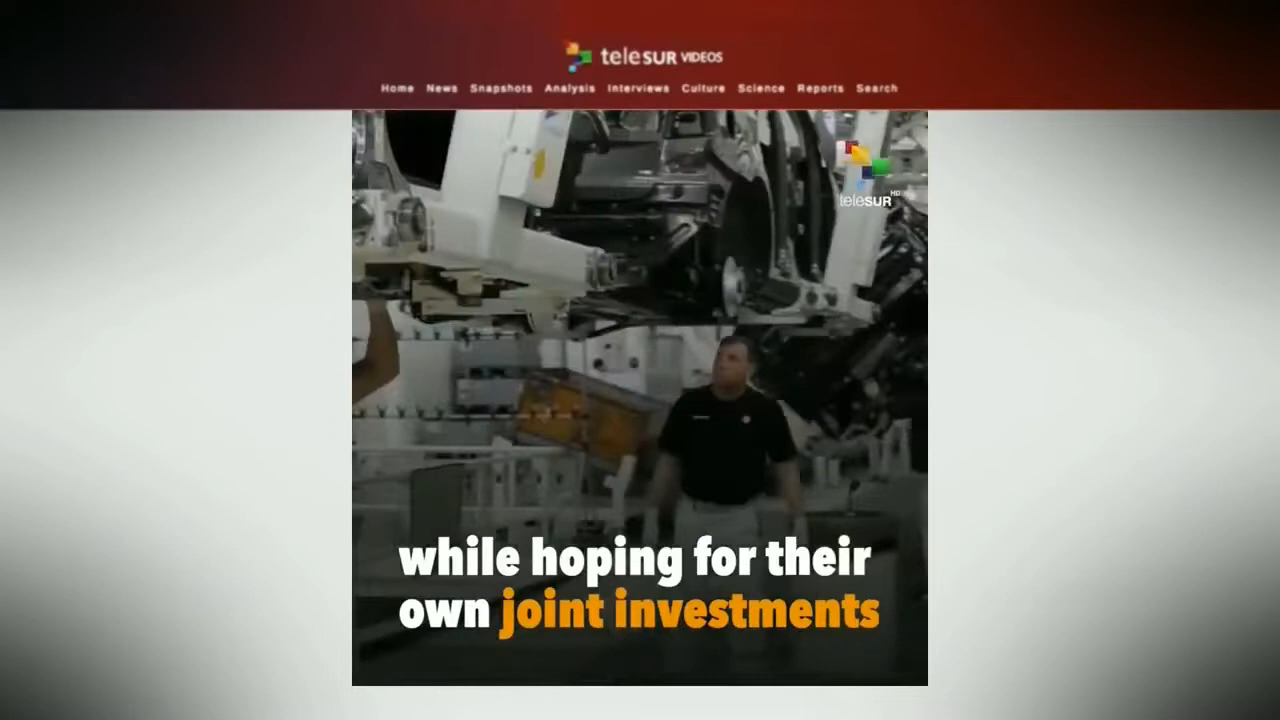 teleSUR VIDEOS
Home News Snapshots Analysis Interviews Culture Science Reports Search
teleSUR HD
while hoping for their
own joint investments